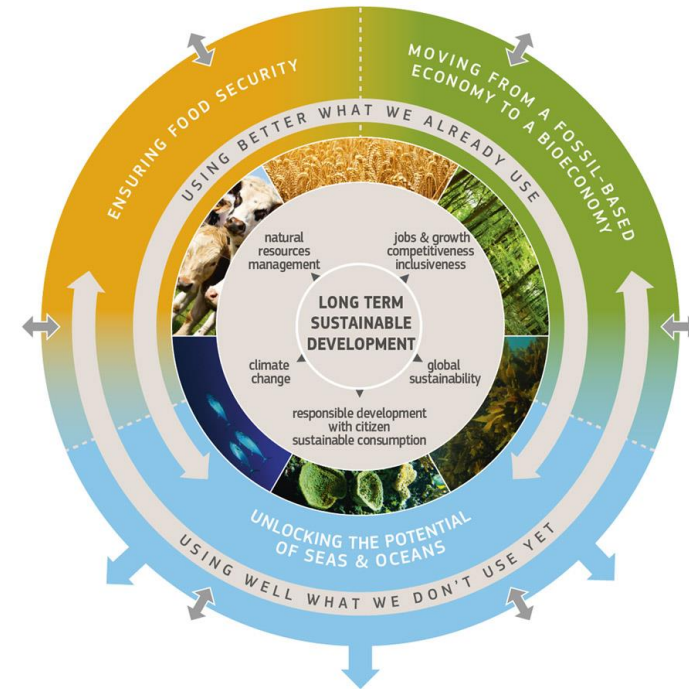 ENSURING FOOD SECURITY
MOVING FROM A FOSSIL-BASED
ECONOMY TO A BIOECONOMY
USING BETTER WHAT WE ALREADY USE
natural
resources
management
jobs & growth
competitiveness
inclusiveness
LONG TERM
SUSTAINABLE
DEVELOPMENT
climate
change
global
sustainability
responsible development
with citizen
sustainable consumption
UNLOCKING THE POTENTIAL
OF SEAS & OCEANS
USING WELL WHAT WE DON'T USE YET